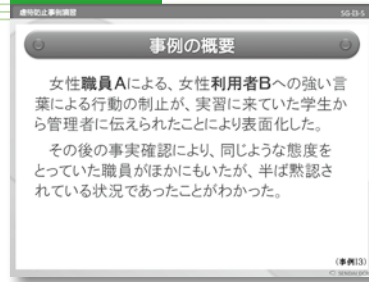 虐待防止事例演習
SG-I3-S
事例の概要
女性職員Aによる、女性利用者Bへの強い言
葉による行動の制止が、実習に来ていた学生か
ら管理者に伝えられたことにより表面化した。
その後の事実確認により、同じような態度を
とっていた職員がほかにもいたが、半ば黙認さ
れている状況であったことがわかった。
(事例I3)